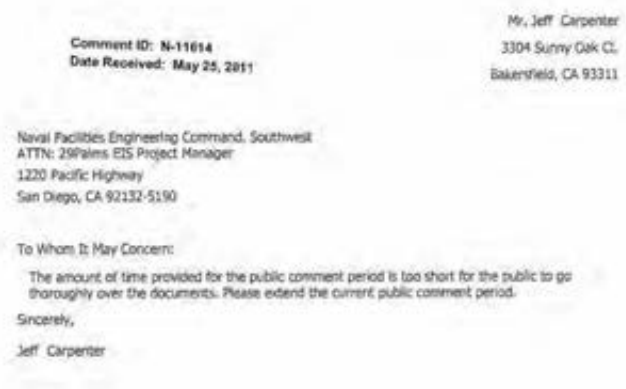 Mr. Jeff Carpenter
3304 Sunny Oak Ct.
Bakersfield, CA 93311
Comment ID: N-11614
Date Received: May 25, 2011
Naval Facilities Engineering Command, Southwest
ATTN: 29Palms EIS Project Manager
1220 Pacific Highway
San Diego, CA 92132-5190
To Whom It May Concern:
The amount of time provided for the public comment period is too short for the public to go
thoroughly over the documents. Please extend the current public comment period.
Sincerely,
Jeff Carpenter